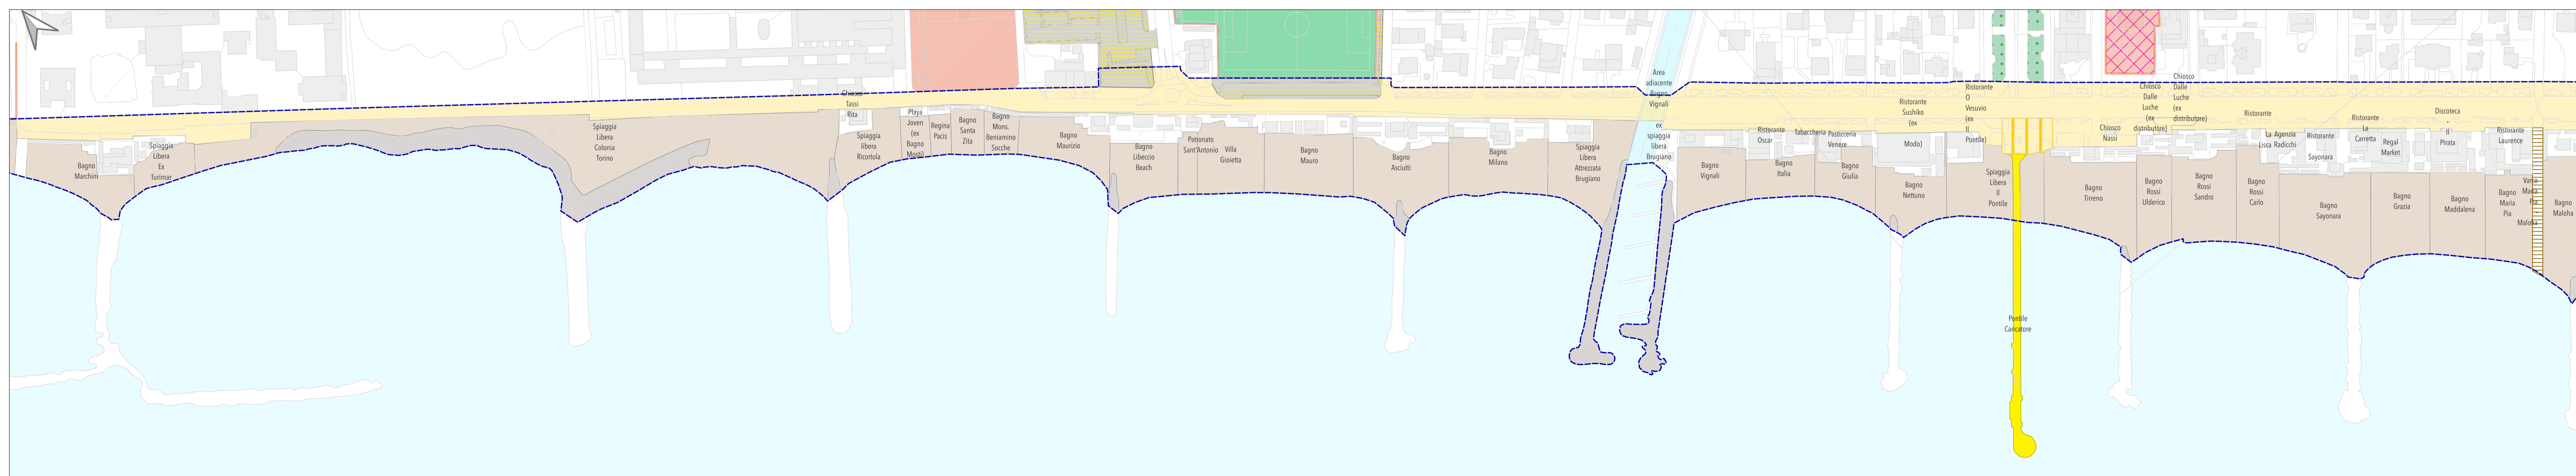 Bagno
Marchini
Spiaggia
Libera
Ex
Turimar
Spiaggia
Libera
Colonia
Torino
Chiosco
Tassi
Rita
Spiaggia
libera
Ricortola
Playa
Joven
(ex
Bagno
Mostì)
Regina
Pacis
Bagno
Santa
Zita
Bagno
Mons.
Beniamino
Socche
Bagno
Maurizio
Bagno
Libeccio
Beach
Patronato
Sant'Antonio
Villa
Gioietta
Bagno
Mauro
Bagno
Asciutti
Bagno
Milano
Spiaggia
Libera
Attrezzata
Brugiano
Area
adiacente
Bagno
Vignali
-
ex
spiaggia
libera
Brugiano
Bagno
Vignali
Ristorante
Oscar
Bagno
Italia
Tabaccheria
Pasticceria
Venere
Bagno
Giulia
Ristorante
Sushiko
(ex
Modo)
Bagno
Nettuno
Ristorante
O
Vesuvio
(ex
Il
Pontile)
Spiaggia
Libera
Il
Pontile
Pontile
Caricatore
Chiosco
Nassi
Bagno
Tirreno
Chiosco
Dalle
Luche
(ex
distributore)
Chiosco
Dalle
Luche
(ex
distributore)
Bagno
Rossi
Ulderico
Bagno
Rossi
Sandro
Bagno
Rossi
Carlo
Ristorante
La
Lisca
Agenzia
Radicchi
Ristorante
Sayonara
Bagno
Sayonara
Ristorante
La
Carretta
Regal
Market
Bagno
Grazia
Discoteca
-
Il
Pirata
Bagno
Maddalena
Ristorante
Laurence
Bagno
Maria
Pia
Varco
Maria
Pia
-
Maloha
Bagno
Maloha